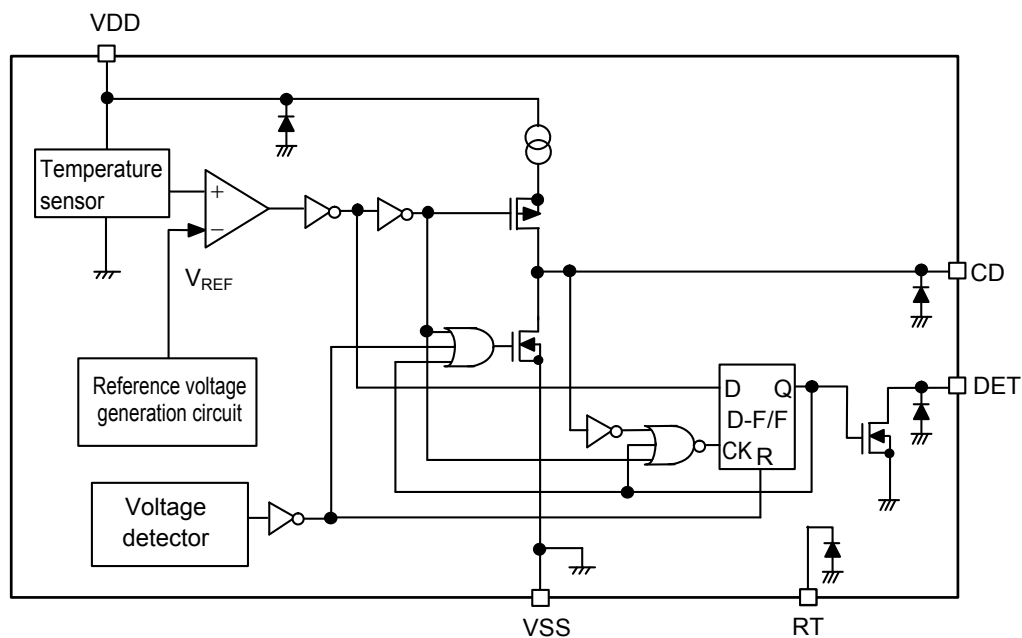 VDD
Temperature
sensor
+
−
VREF
CD
Reference voltage
generation circuit
D Q
D-F/F
CK R
DET
Voltage
detector
VSS
RT